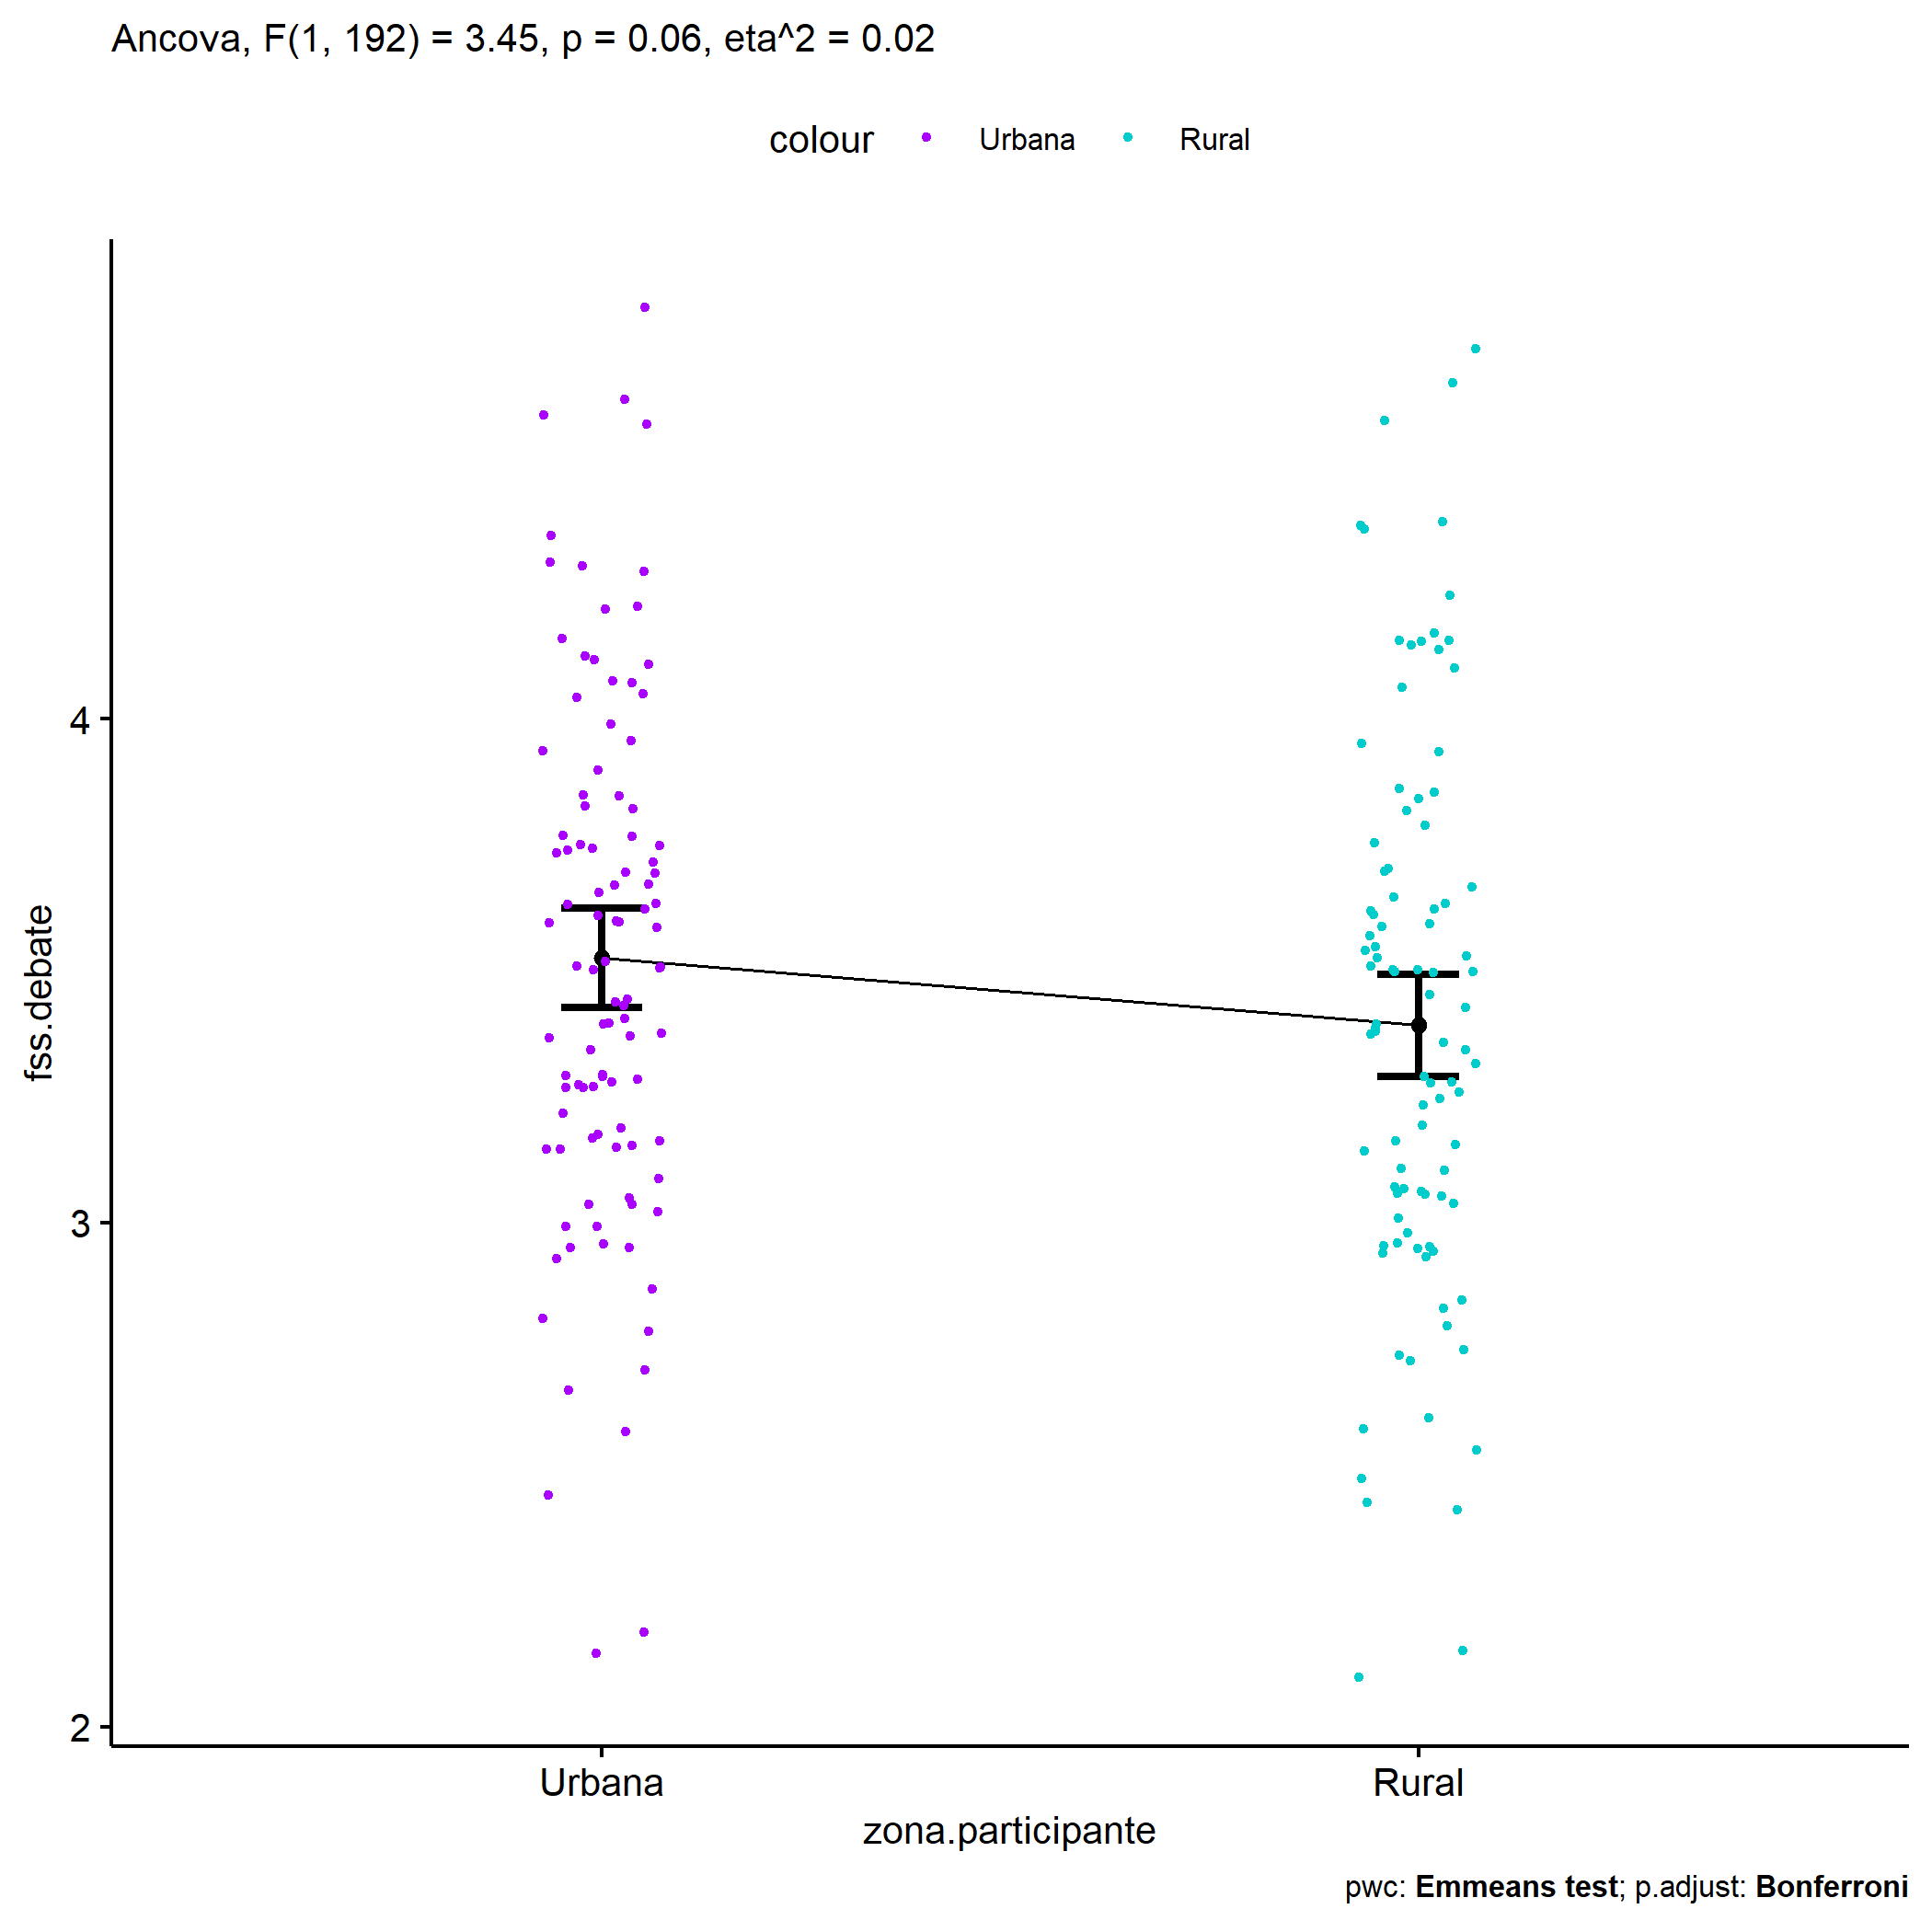 Ancova, F(1, 192) = 3.45, p = 0.06, eta^2 = 0.02
colour Urbana Rural
fss.debate
4
3
2
Urbana Rural
zona.participante
pwc: Emmeans test; p.adjust: Bonferroni